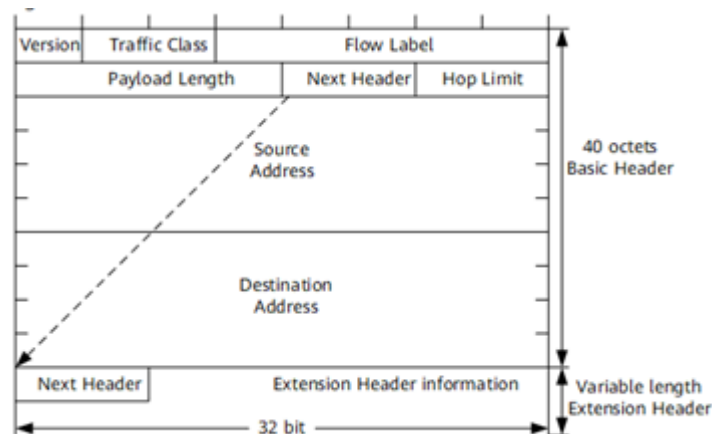 Version Traffic Class Flow Label
Payload Length Next Header Hop Limit
Source
Address
40 octets
Basic Header
Destination
Address
Next Header Extension Header information
Variable length
Extension Header
32 bit